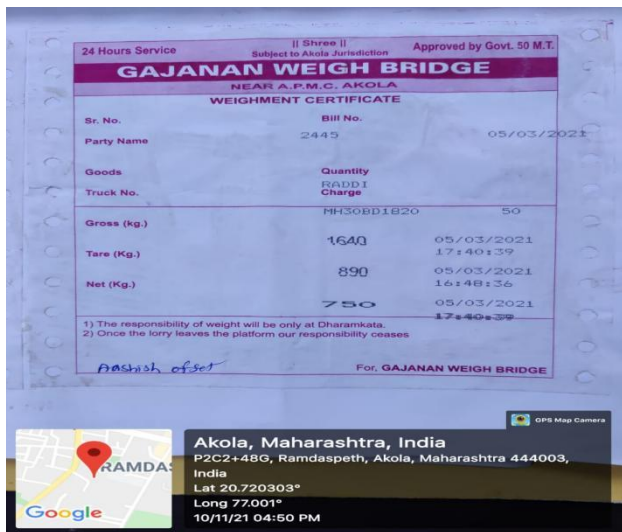 || Shree ||
24 Hours Service Subject to Akola Jurisdiction Approved by Govt. 50 M.T.
GAJANAN WEIGH BRIDGE
NEAR A.P.M.C. AKOLA
WEIGHMENT CERTIFICATE
Sr. No. Bill No.
2445 05/03/2021
Party Name
Goods Quantity
RADDI
Truck No. Charge
MH30BD1820 50
Gross (kg.)
1640 05/03/2021
Tare (Kg.) 17:40:39
890 05/03/2021
Net (Kg.) 16:48:36
750 05/03/2021
17:40:39
1) The responsibility of weight will be only at Dharamkata.
2) Once the lorry leaves the platform our responsibility ceases
Aashish ofset For, GAJANAN WEIGH BRIDGE
GPS Map Camera
Akola, Maharashtra, India
P2C2+48G, Ramdaspeth, Akola, Maharashtra 444003,
India
Lat 20.720303°
Long 77.001°
10/11/21 04:50 PM
RAMDAS
Google